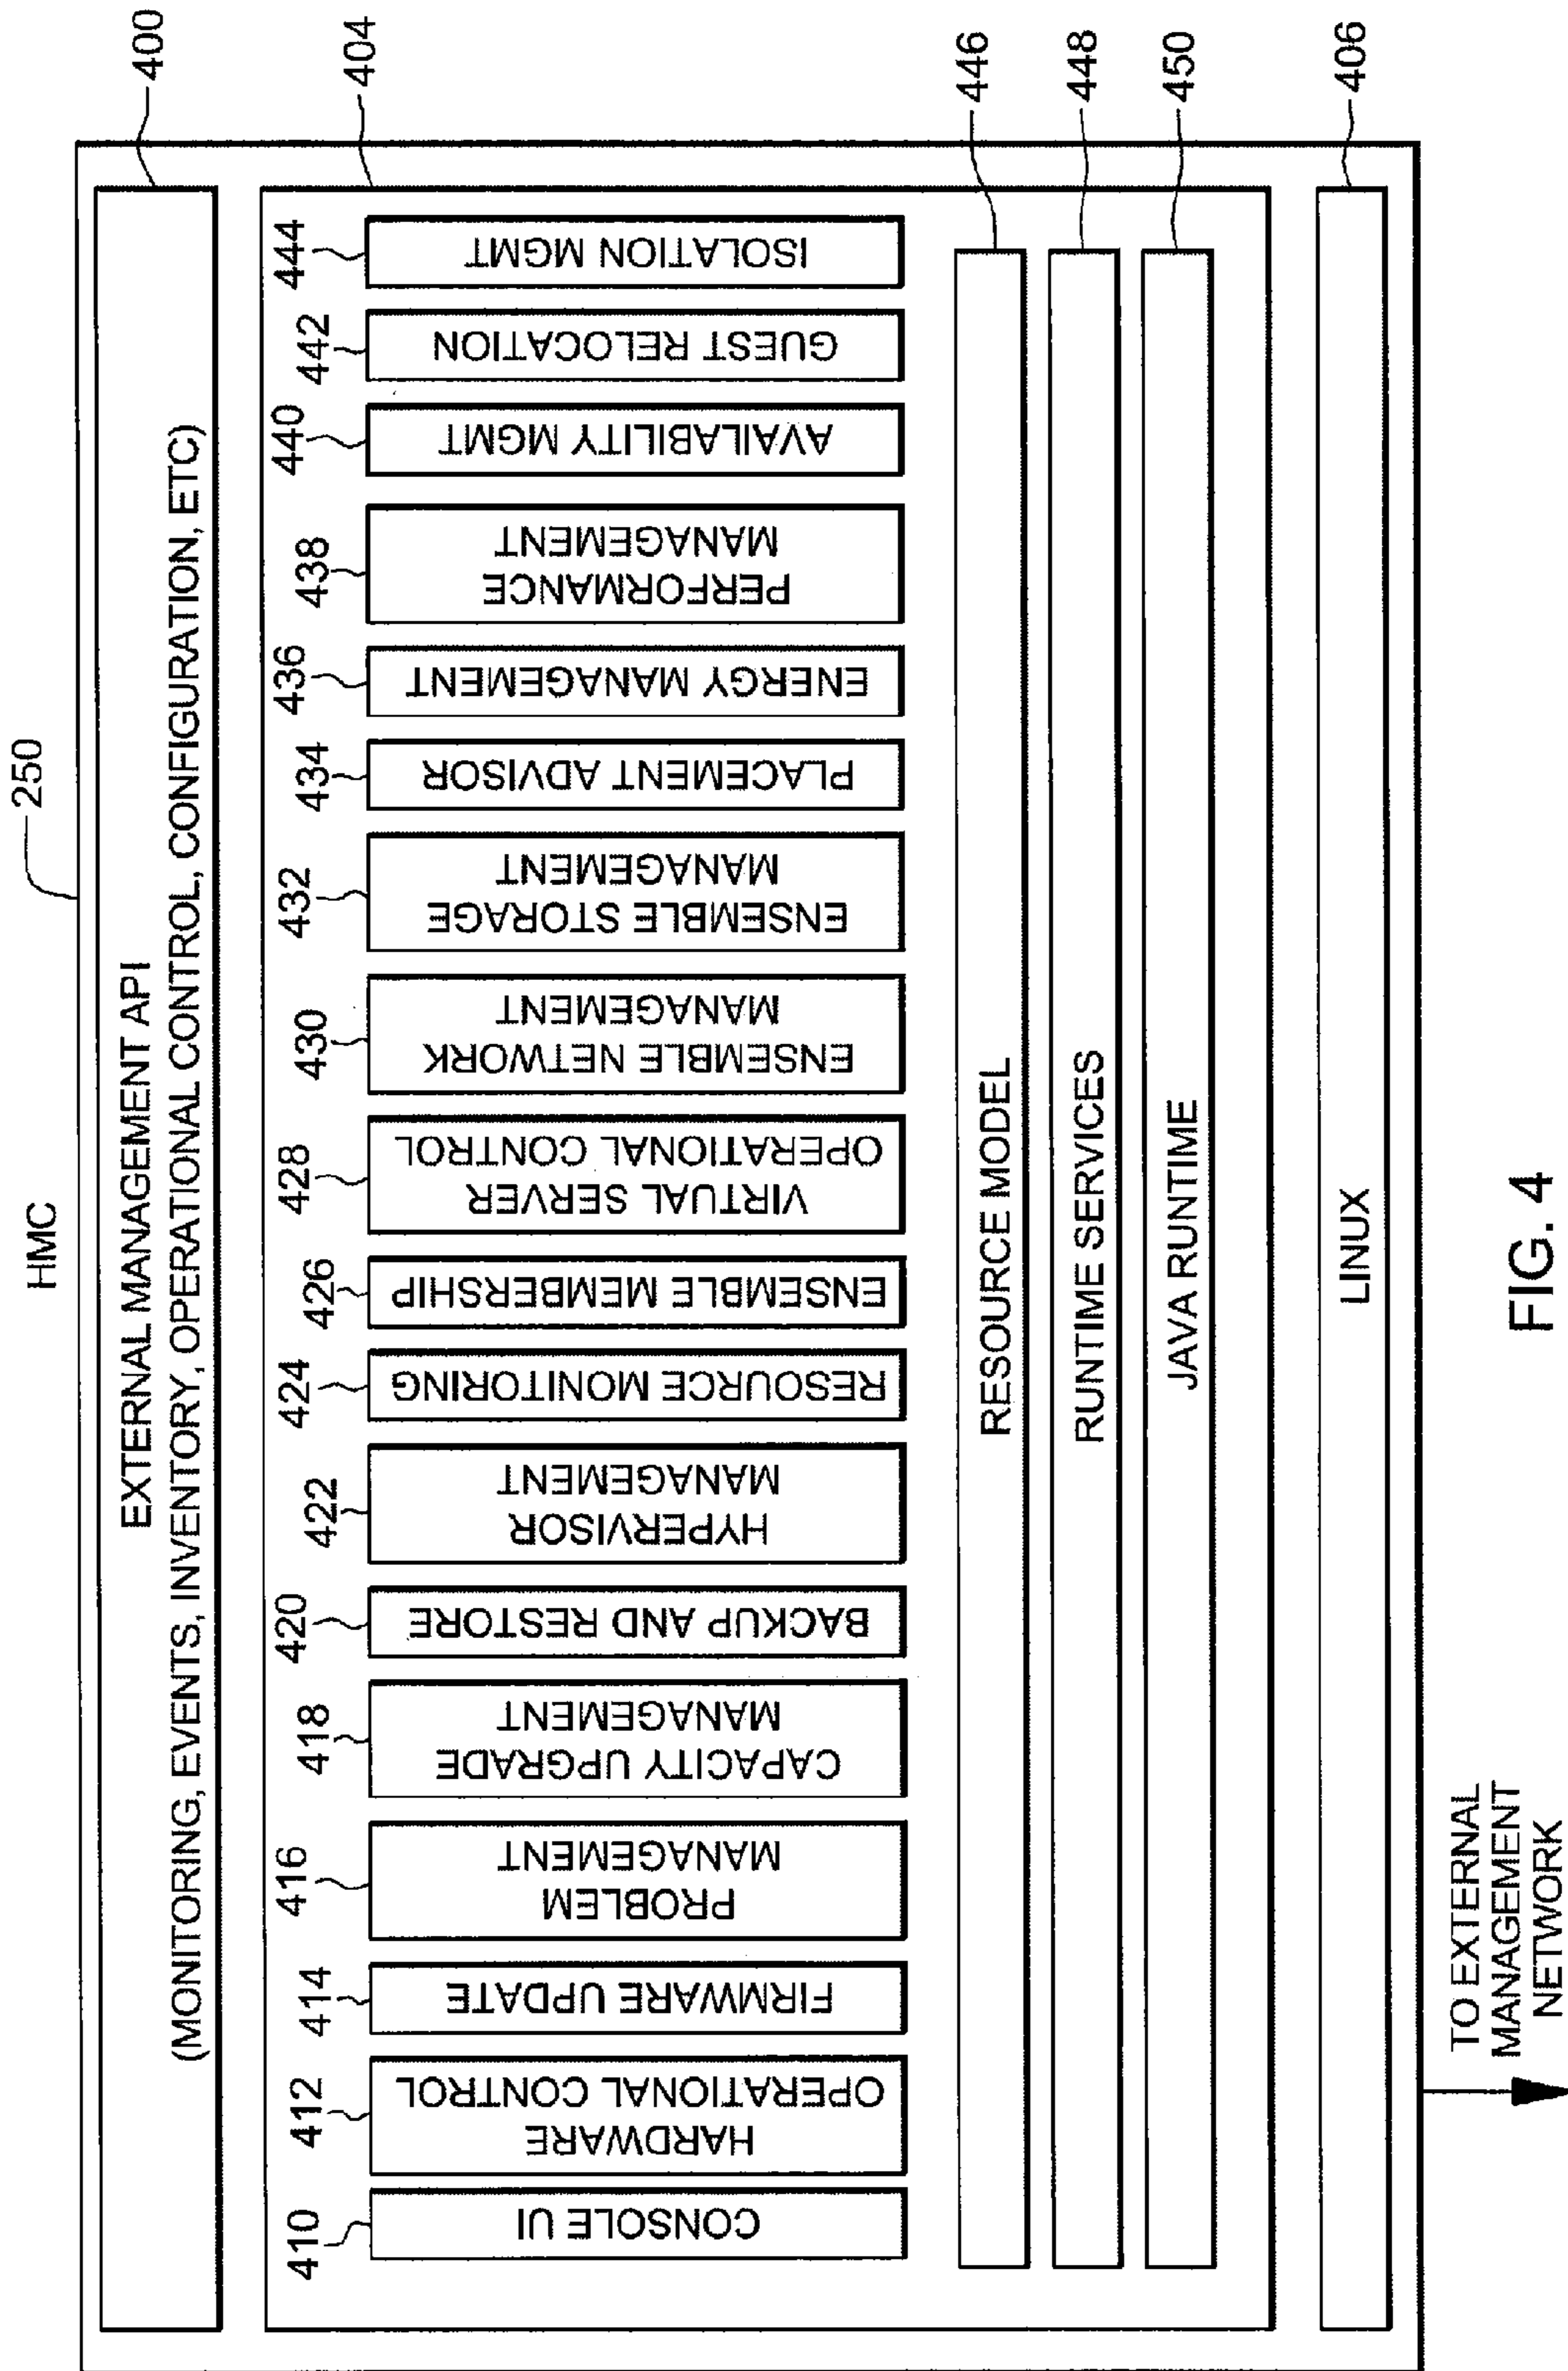 HMC
250
EXTERNAL MANAGEMENT API
(MONITORING, EVENTS, INVENTORY, OPERATIONAL CONTROL, CONFIGURATION, ETC)
400
404
410
CONSOLE UI
412
HARDWARE
OPERATIONAL CONTROL
414
FIRMWARE UPDATE
416
PROBLEM
MANAGEMENT
418
CAPACITY UPGRADE
MANAGEMENT
420
BACKUP AND RESTORE
422
HYPERVISOR
MANAGEMENT
424
RESOURCE MONITORING
426
ENSEMBLE MEMBERSHIP
428
VIRTUAL SERVER
OPERATIONAL CONTROL
430
ENSEMBLE NETWORK
MANAGEMENT
432
ENSEMBLE STORAGE
MANAGEMENT
434
PLACEMENT ADVISOR
436
ENERGY MANAGEMENT
438
PERFORMANCE
MANAGEMENT
440
AVAILABILITY MGMT
442
GUEST RELOCATION
444
ISOLATION MGMT
RESOURCE MODEL
446
RUNTIME SERVICES
448
JAVA RUNTIME
450
LINUX
406
TO EXTERNAL
MANAGEMENT
NETWORK
FIG. 4